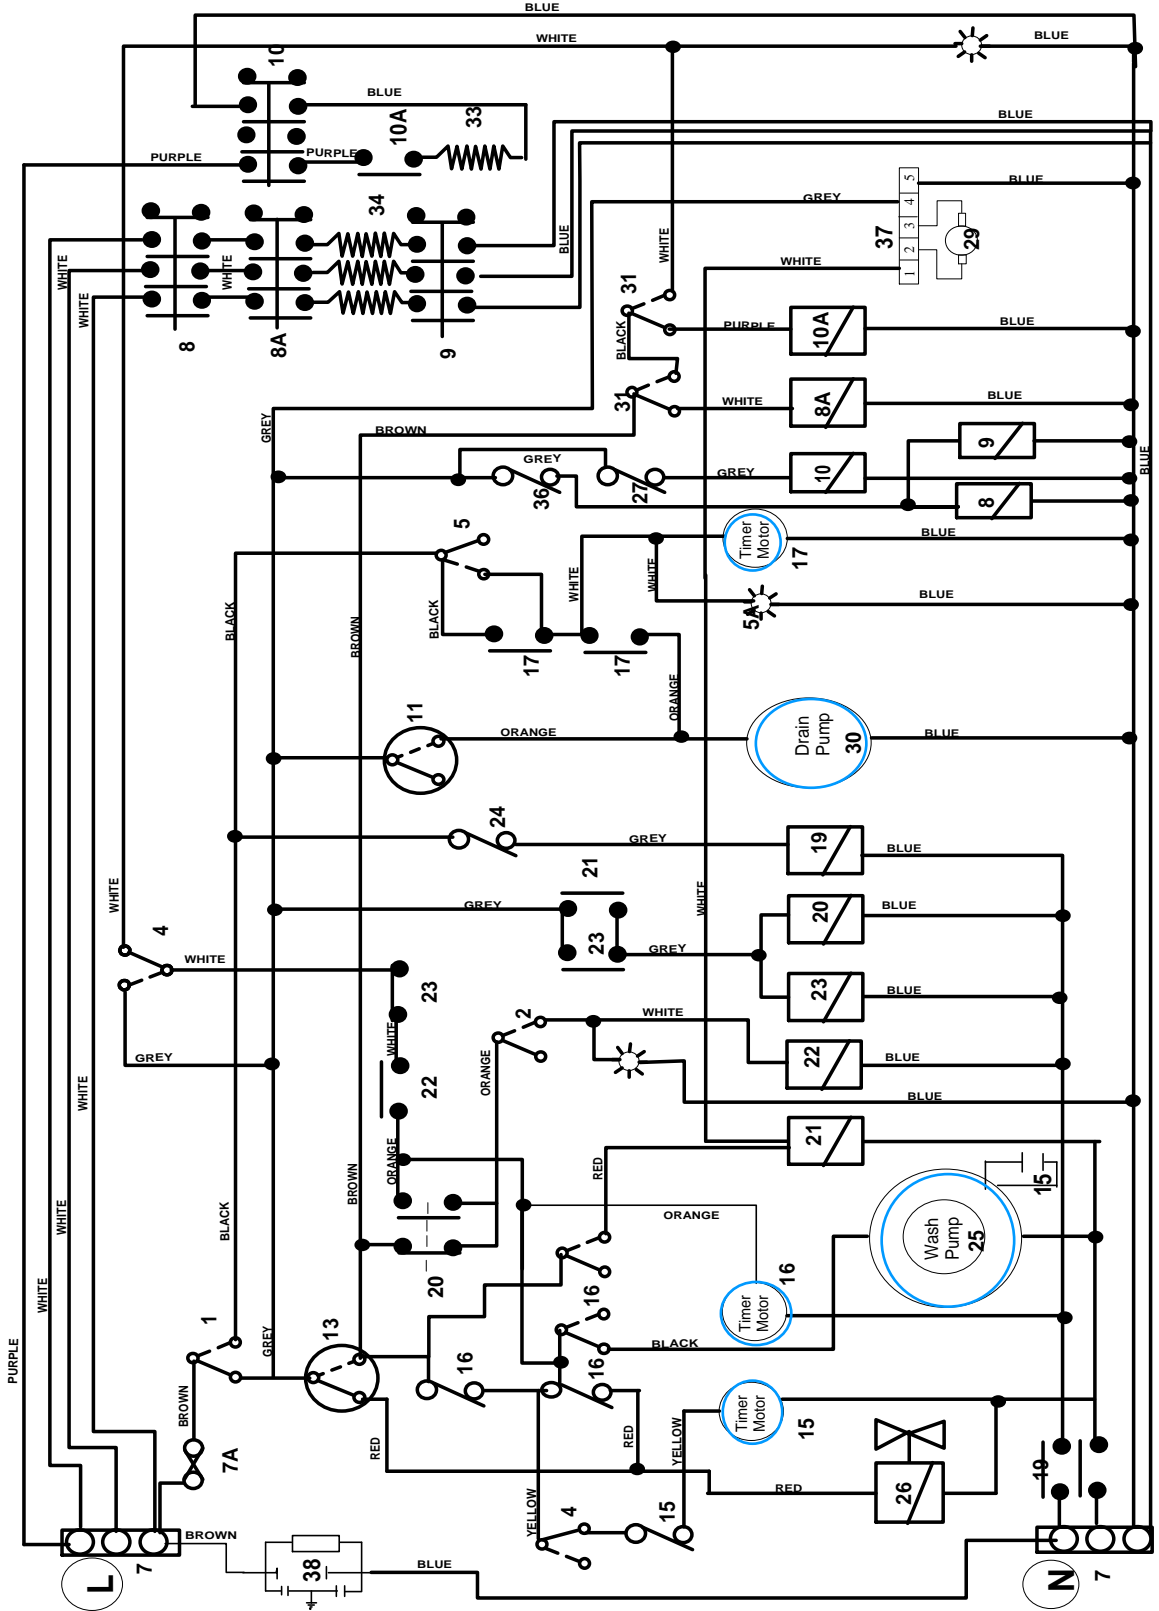 BLUE
WHITE
BLUE
10
BLUE
10A
33
BLUE
PURPLE
PURPLE
34
GREY
5
4
3
2
1
37
29
BLUE
WHITE
WHITE
WHITE
WHITE
BLUE
WHITE
31
8
8A
9
BLACK
PURPLE
10A
BLUE
31
WHITE
8A
BLUE
GREY
BROWN
GREY
36
27
GREY
10
9
8
BLUE
5
Timer
Motor
17
BLUE
WHITE
WHITE
5A
BLUE
BLACK
BLACK
BROWN
17
17
ORANGE
11
ORANGE
Drain
Pump
30
BLUE
24
GREY
19
BLUE
21
WHITE
WHITE
GREY
23
20
BLUE
4
WHITE
GREY
23
23
BLUE
GREY
WHITE
2
WHITE
22
BLUE
22
ORANGE
BLUE
WHITE
WHITE
21
ORANGE
RED
BROWN
BLACK
15
ORANGE
Wash
Pump
25
20
16
16
Timer
Motor
BLACK
WHITE
WHITE
PURPLE
1
GREY
13
16
16
BROWN
7A
RED
RED
YELLOW
Timer
Motor
15
RED
26
19
YELLOW
4
15
BROWN
38
BLUE
L
7
N
7